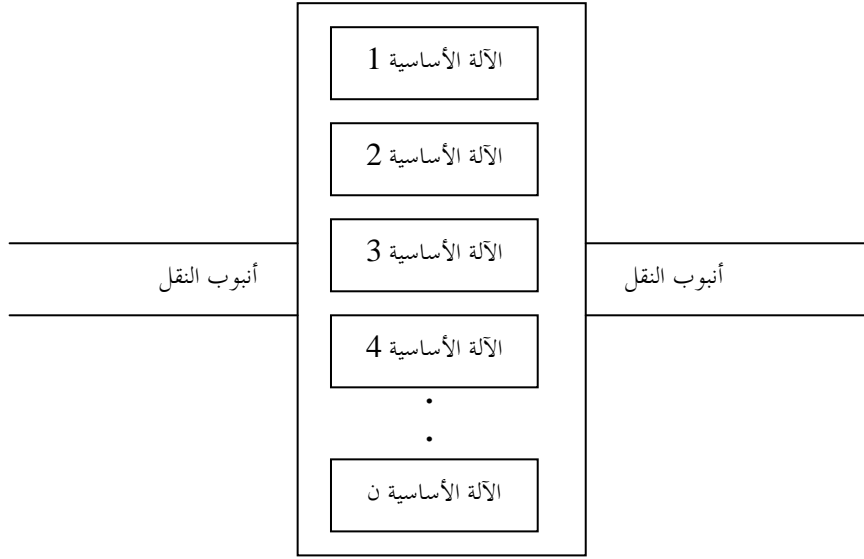 الآلة الأساسية 1
الآلة الأساسية 2
الآلة الأساسية 3
أنبوب النقل
أنبوب النقل
الآلة الأساسية 4
الآلة الأساسية ن